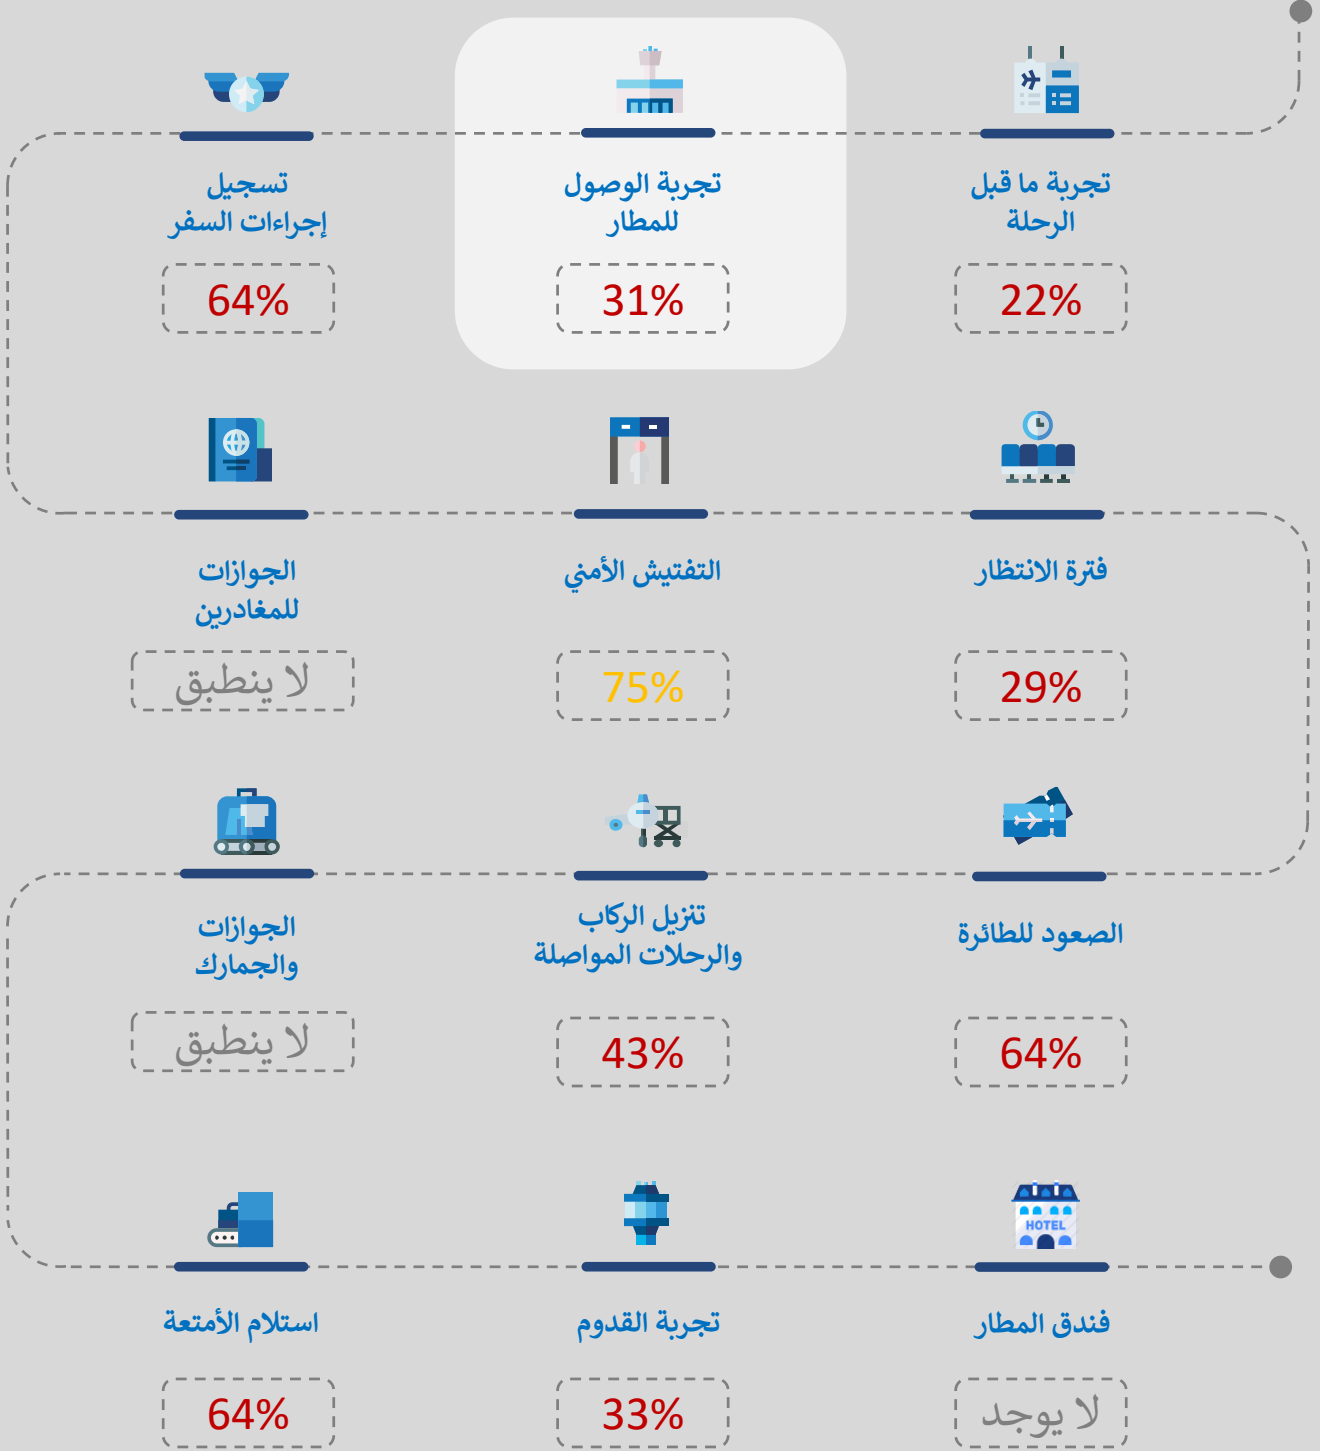 تجربة ما قبل
الرحلة
22%
تجربة الوصول
للمطار
31%
تسجيل
إجراءات السفر
64%
فترة الانتظار
29%
التفتيش الأمني
75%
الجوازات
للمغادرين
لا ينطبق
الصعود للطائرة
64%
تنزيل الركاب
والرحلات المواصلة
43%
الجوازات
والجمارك
لا ينطبق
HOTEL
فندق المطار
لا يوجد
تجربة القدوم
33%
استلام الأمتعة
64%